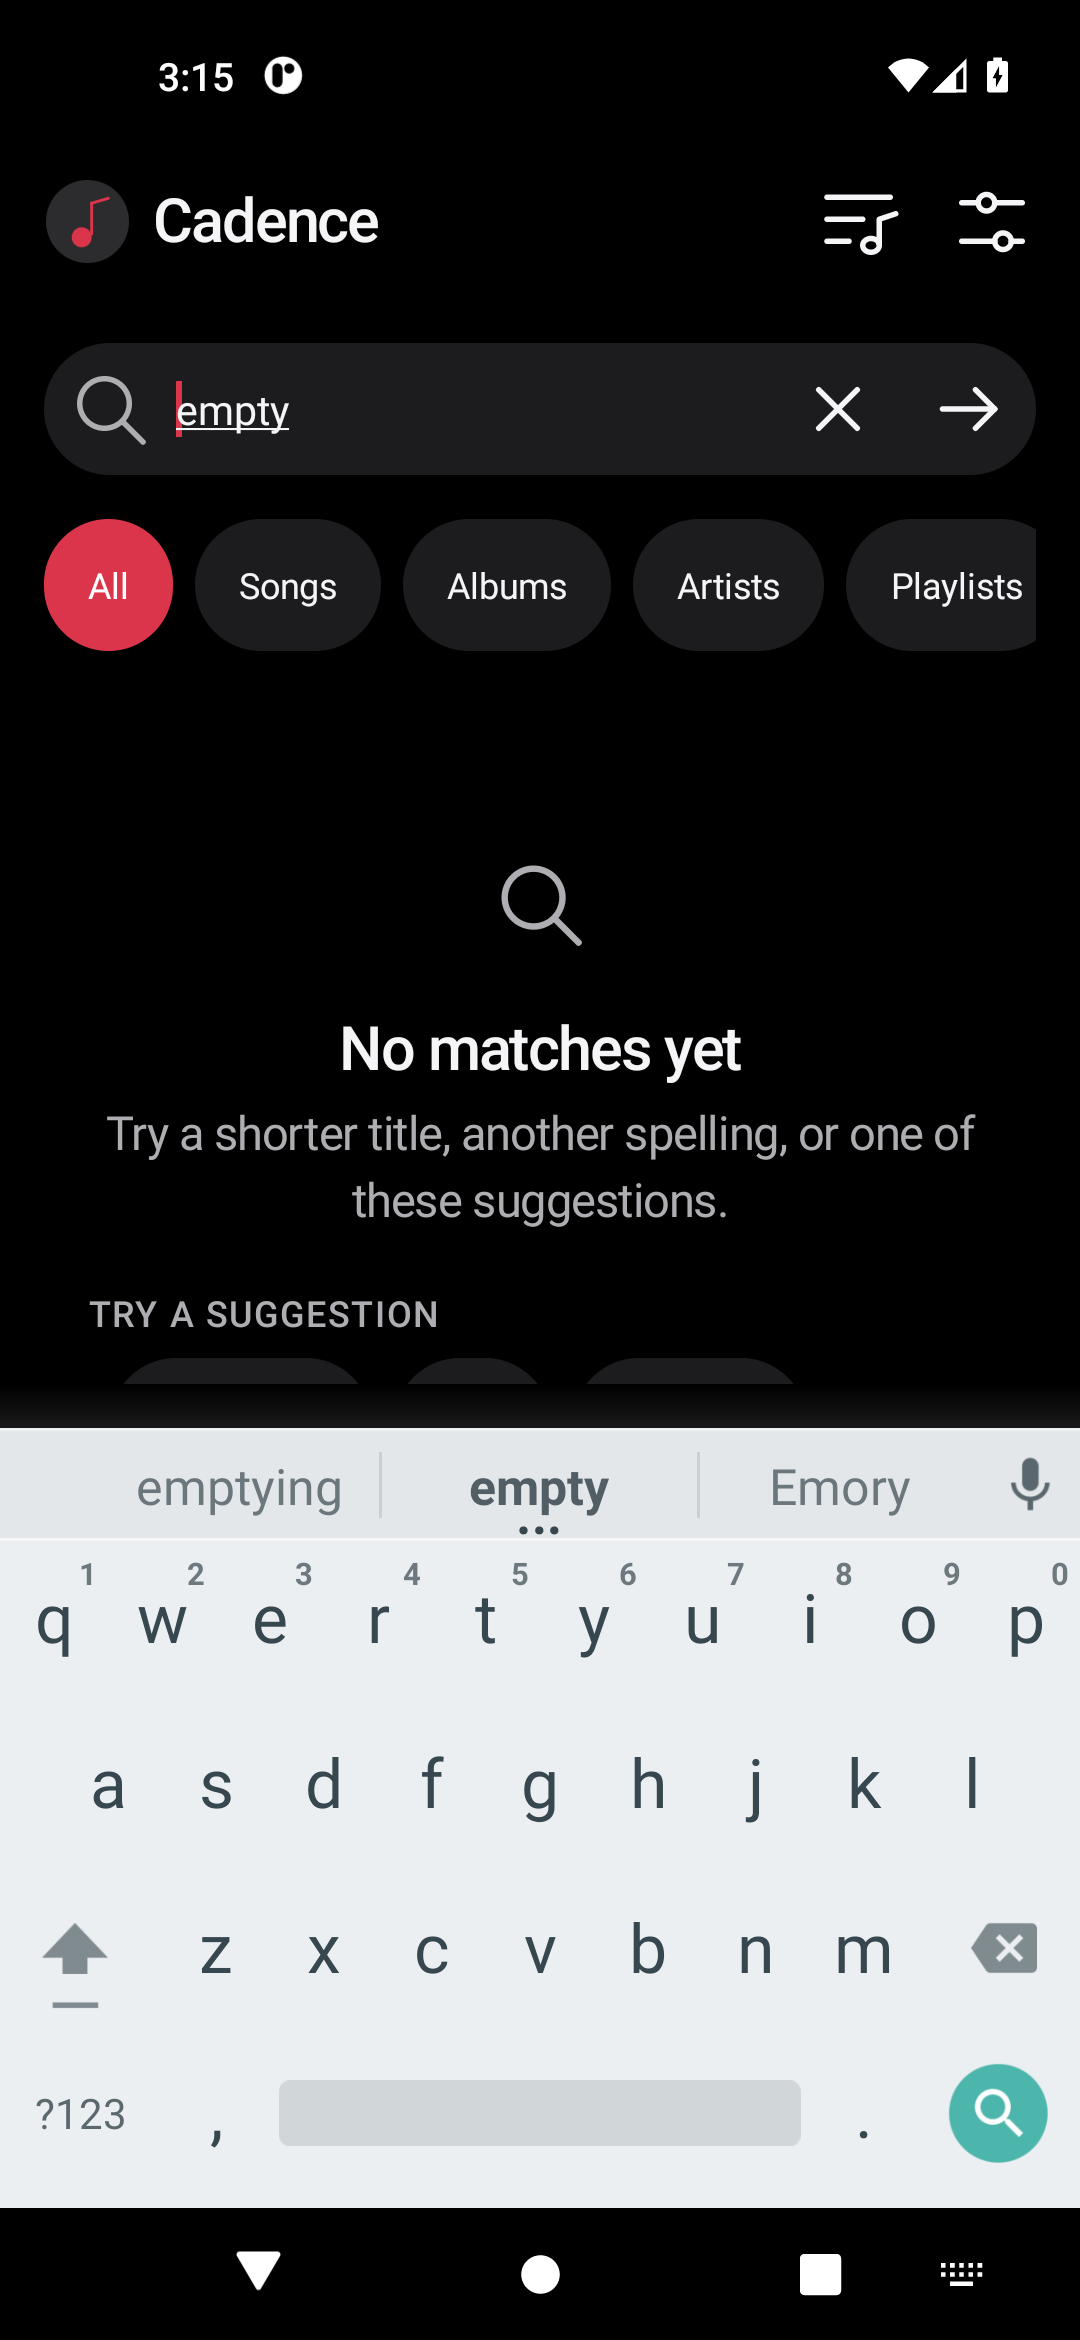 3:15
Cadence
empty
All Songs Albums Artists Playlists
No matches yet
Try a shorter title, another spelling, or one of
these suggestions.
TRY A SUGGESTION
emptying empty Emory
1 2 3 4 5 6 7 8 9 0
q w e r t y u i o p
a s d f g h j k l
z x c v b n m
?123 , .